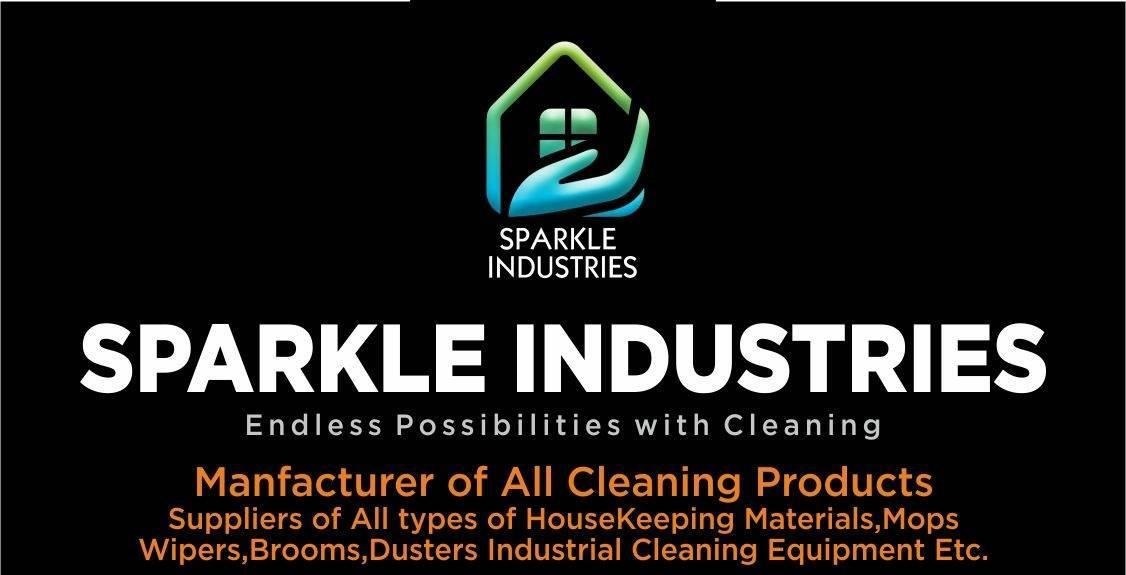 SPARKLE
INDUSTRIES
SPARKLE INDUSTRIES
Endless Possibilities with Cleaning
Manfacturer of All Cleaning Products
Suppliers of All types of HouseKeeping Materials,Mops
Wipers,Brooms,Dusters Industrial Cleaning Equipment Etc.